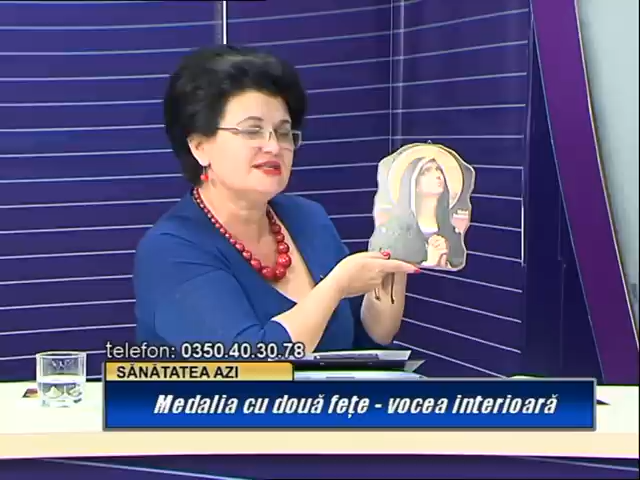 telefon: 0350.40.30.78
SĂNĂTATEA AZI
Medalia cu două fețe - vocea interioară